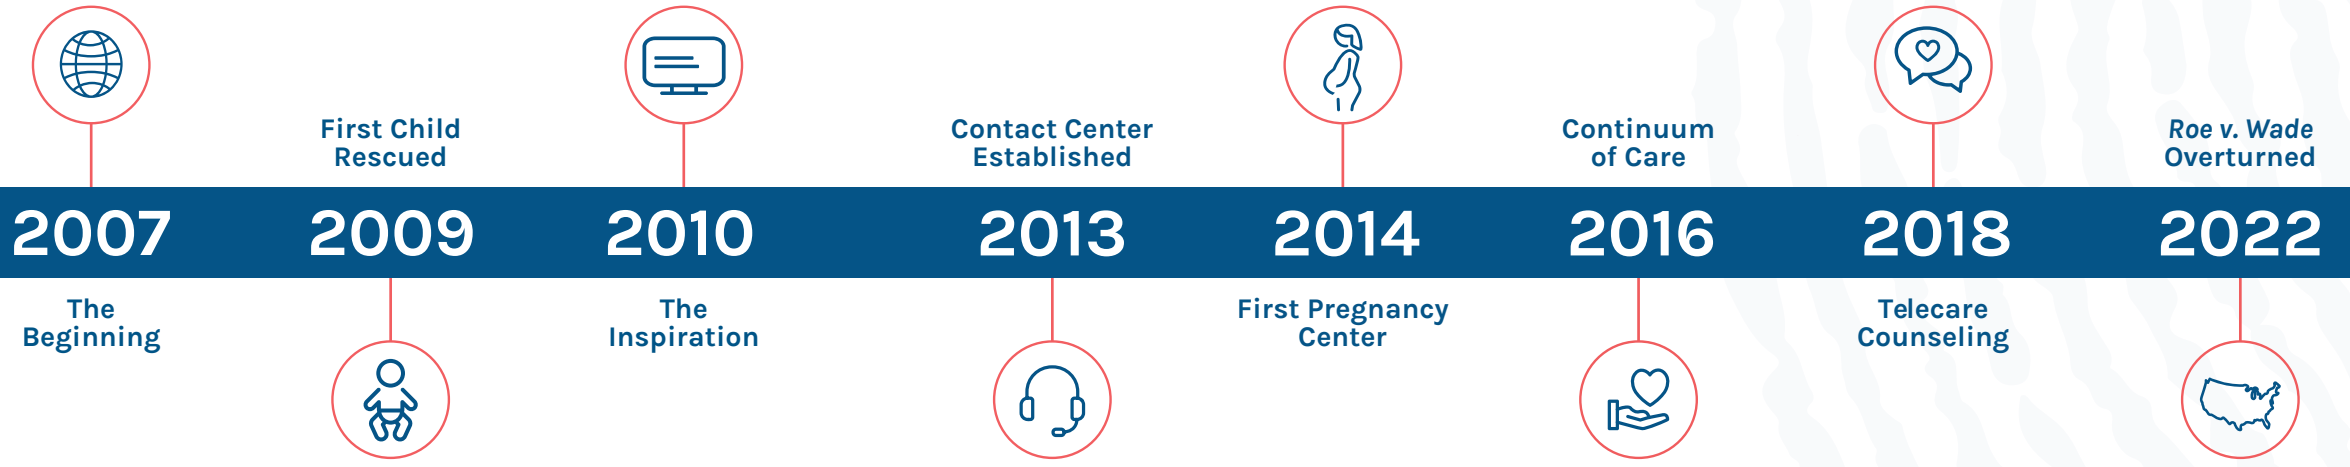 2007
The
Beginning
First Child
Rescued
2009
2010
The
Inspiration
Contact Center
Established
2013
2014
First Pregnancy
Center
Continuum
of Care
2016
2018
Telecare
Counseling
Roe v. Wade
Overturned
2022